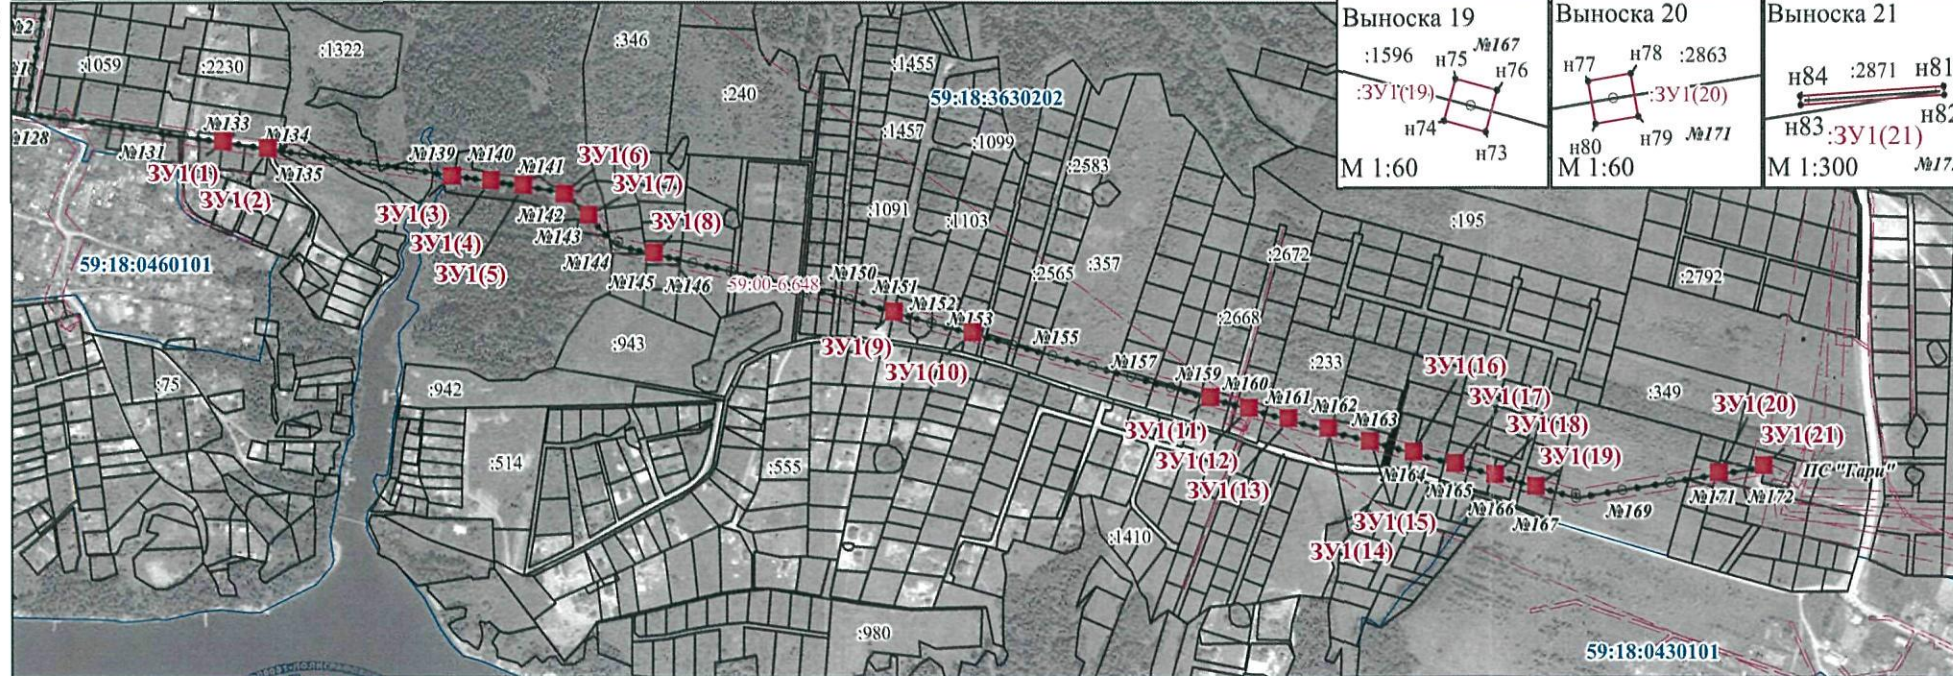 Выноска 19
:1596
№167
н75
н76
:ЗУ1(19)
н74
н73
М 1:60
Выноска 20
н77
н78
:2863
:ЗУ1(20)
н80
н79
№171
М 1:60
Выноска 21
н84
:2871
н81
н83
н82
:ЗУ1(21)
М 1:300
:1322
:346
:1059
:2230
:240
:1455
59:18:3630202
:1457
:1099
:2583
№128
№131
№133
№134
№135
ЗУ1(1)
ЗУ1(2)
№139
№140
№141
ЗУ1(6)
ЗУ1(7)
№142
№143
№144
ЗУ1(8)
ЗУ1(3)
ЗУ1(4)
ЗУ1(5)
№145
№146
59:18:0460101
59:00-6.648
:1091
:1103
:2565
:357
:2672
:195
:2792
№150
№151
№152
№153
№155
№157
:2668
:943
ЗУ1(9)
ЗУ1(10)
:233
:349
№159
№160
№161
№162
№163
ЗУ1(16)
ЗУ1(17)
ЗУ1(18)
ЗУ1(19)
ЗУ1(20)
ЗУ1(21)
:75
:942
:514
:555
ЗУ1(11)
ЗУ1(12)
ЗУ1(13)
№164
№165
№166
№167
№169
№171
№172
ПС "Гари"
ЗУ1(15)
ЗУ1(14)
:1410
:980
59:18:0430101